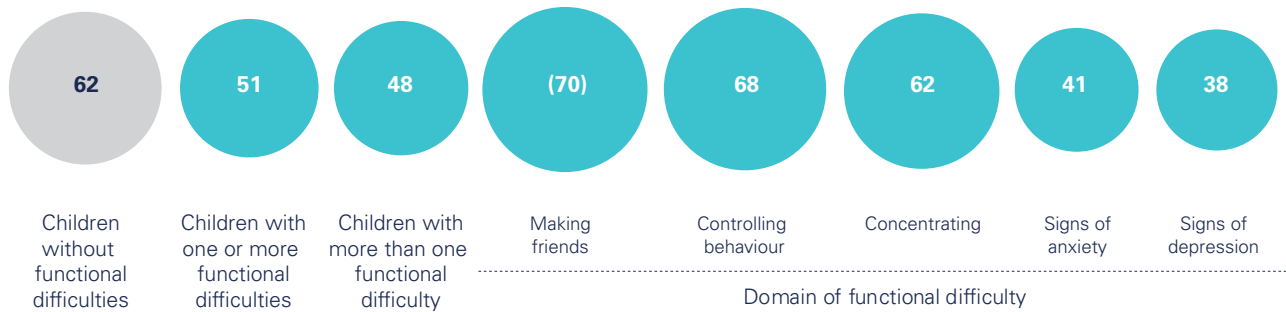 62
51
48
(70)
68
62
41
38
Children
without
functional
difficulties
Children with
one or more
functional
difficulties
Children with
more than one
functional
difficulty
Making
friends
Controlling
behaviour
Concentrating
Signs of
anxiety
Signs of
depression
Domain of functional difficulty